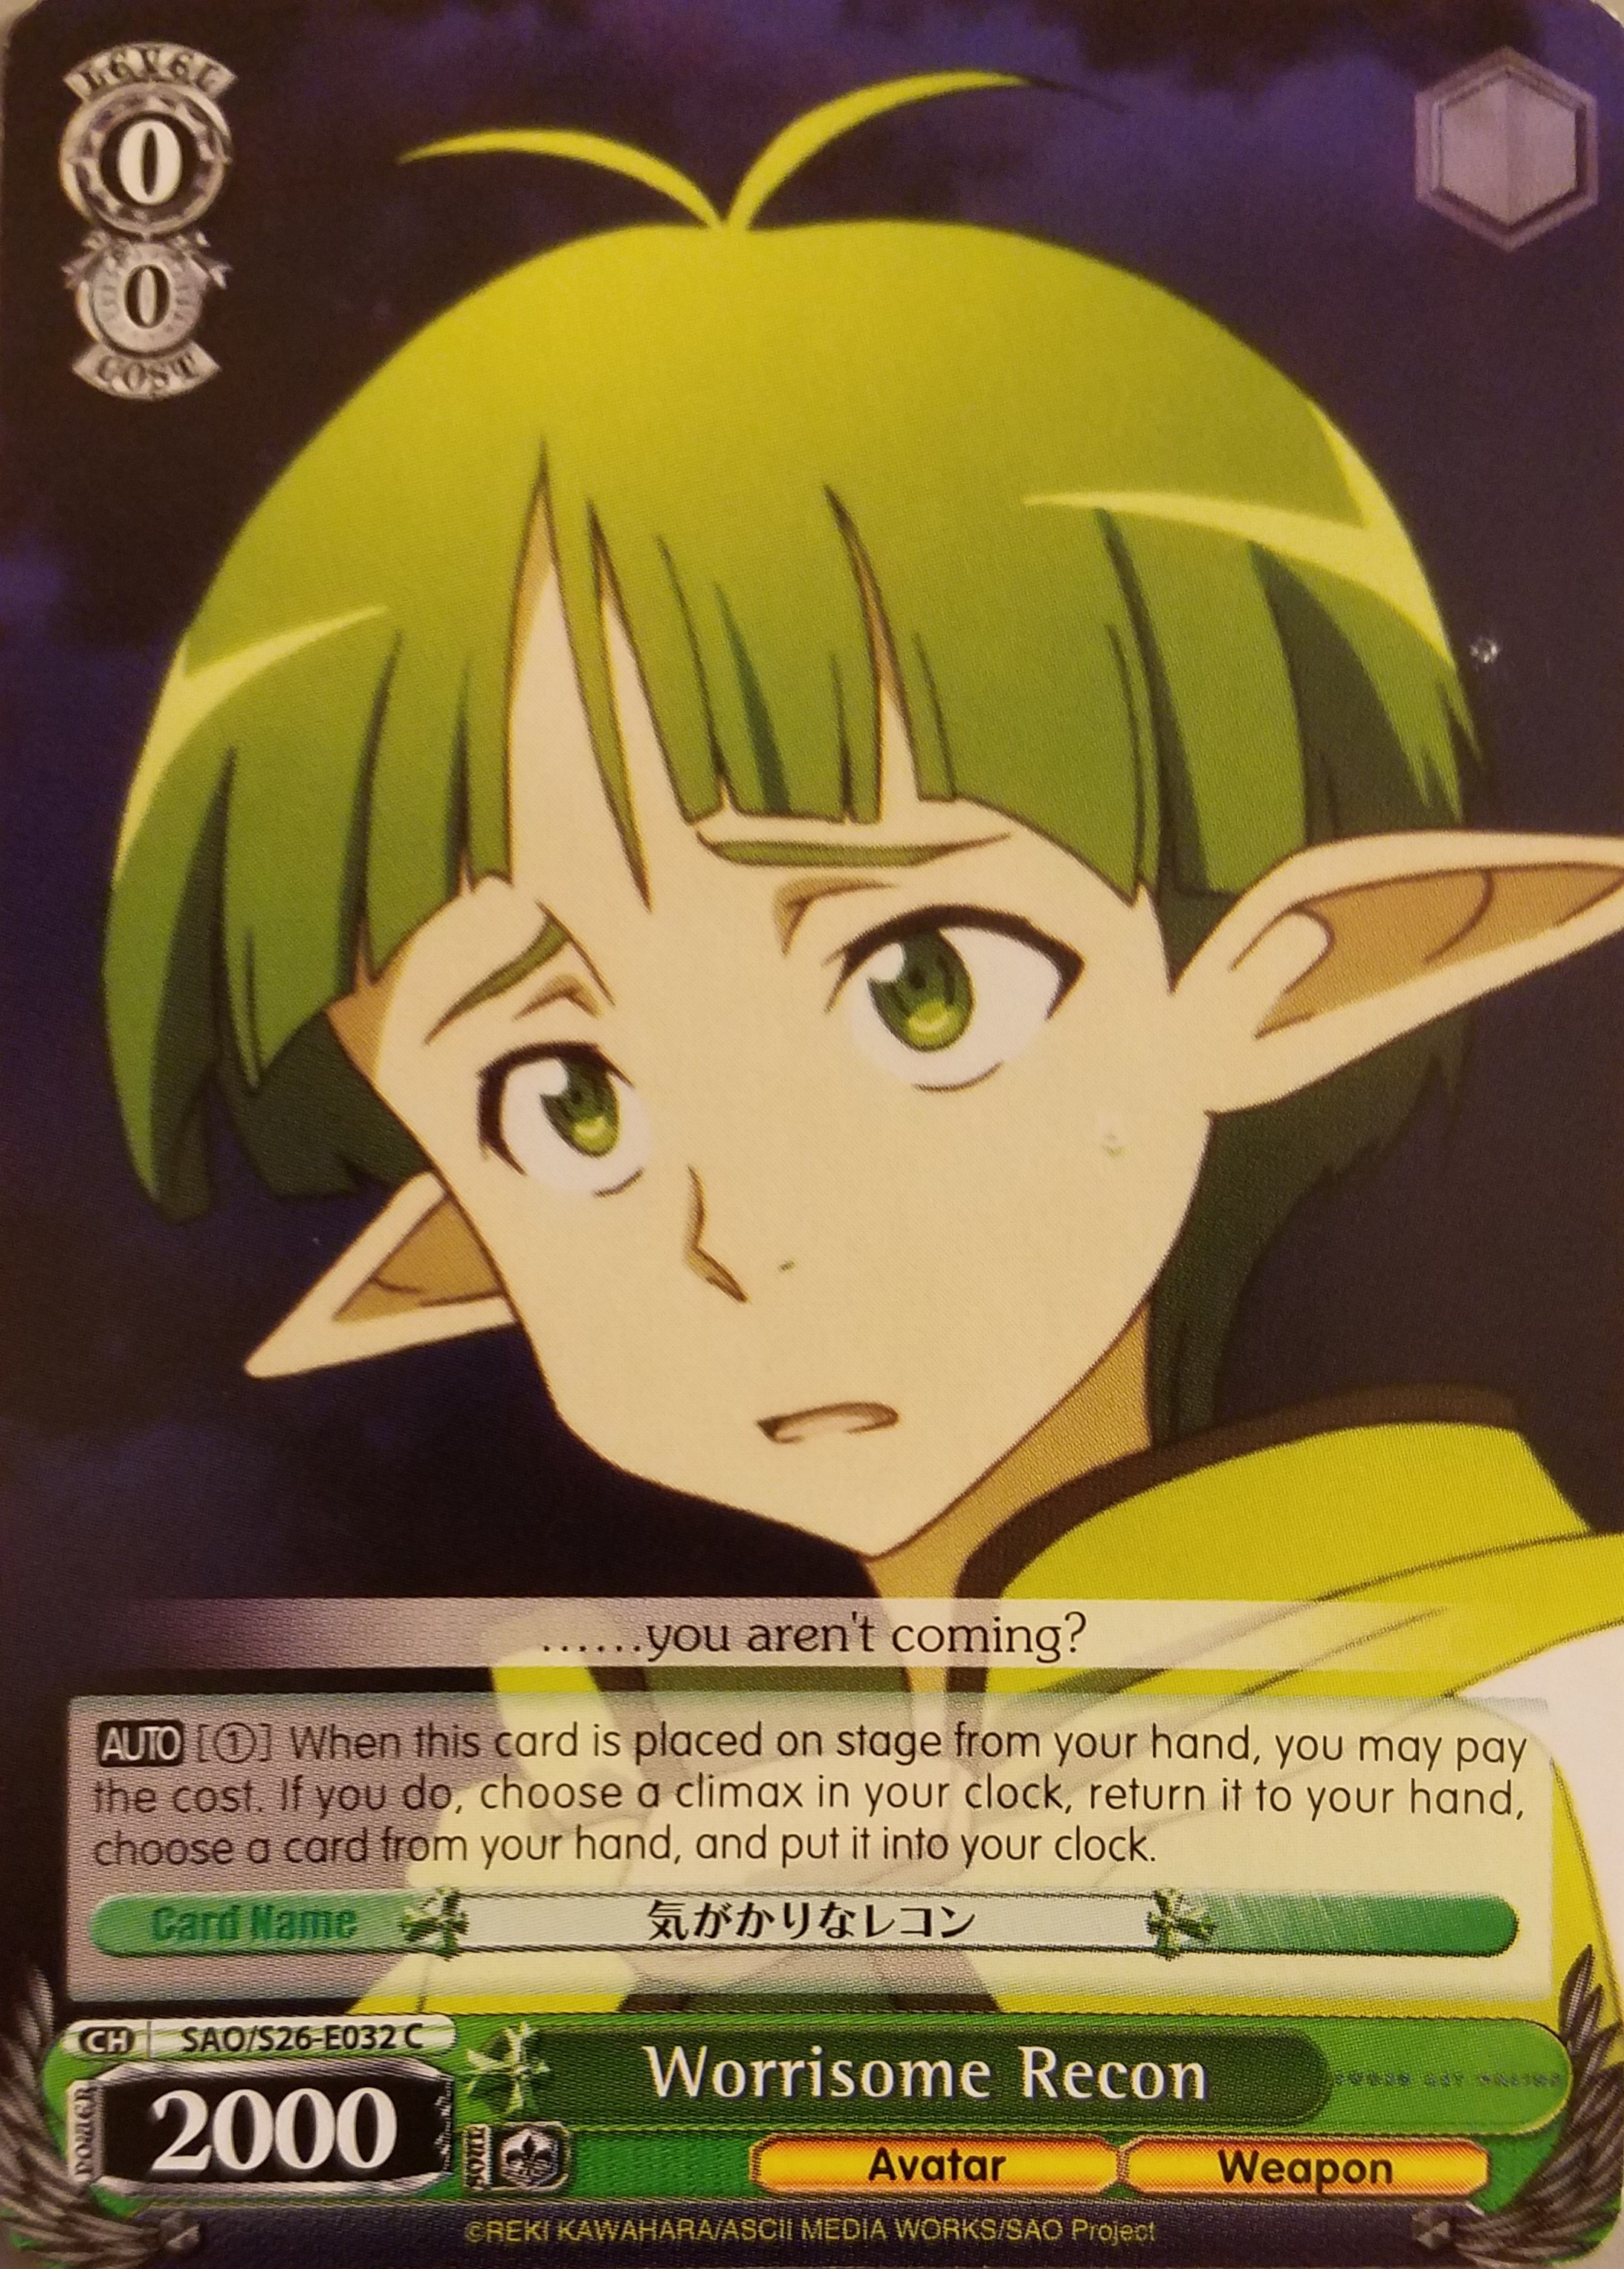 LEVEL
0
0
COST
......you aren't coming?
AUTO [①] When this card is placed on stage from your hand, you may pay
the cost. If you do, choose a climax in your clock, return it to your hand,
choose a card from your hand, and put it into your clock.
Card Name 気がかりなレコン
CH SAO/S26-E032 C
Worrisome Recon
SWORD ART ONLINE
POWER 2000 SOUL
Avatar Weapon
©REKI KAWAHARA/ASCII MEDIA WORKS/SAO Project